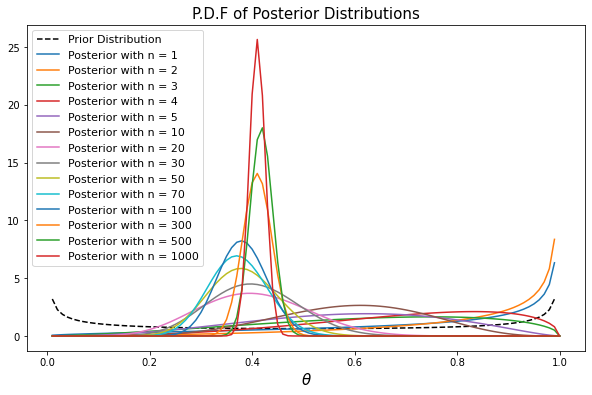 P.D.F of Posterior Distributions
Prior Distribution
Posterior with n = 1
Posterior with n = 2
Posterior with n = 3
Posterior with n = 4
Posterior with n = 5
Posterior with n = 10
Posterior with n = 20
Posterior with n = 30
Posterior with n = 50
Posterior with n = 70
Posterior with n = 100
Posterior with n = 300
Posterior with n = 500
Posterior with n = 1000
25
20
15
10
5
0
0.0 0.2 0.4 0.6 0.8 1.0
θ